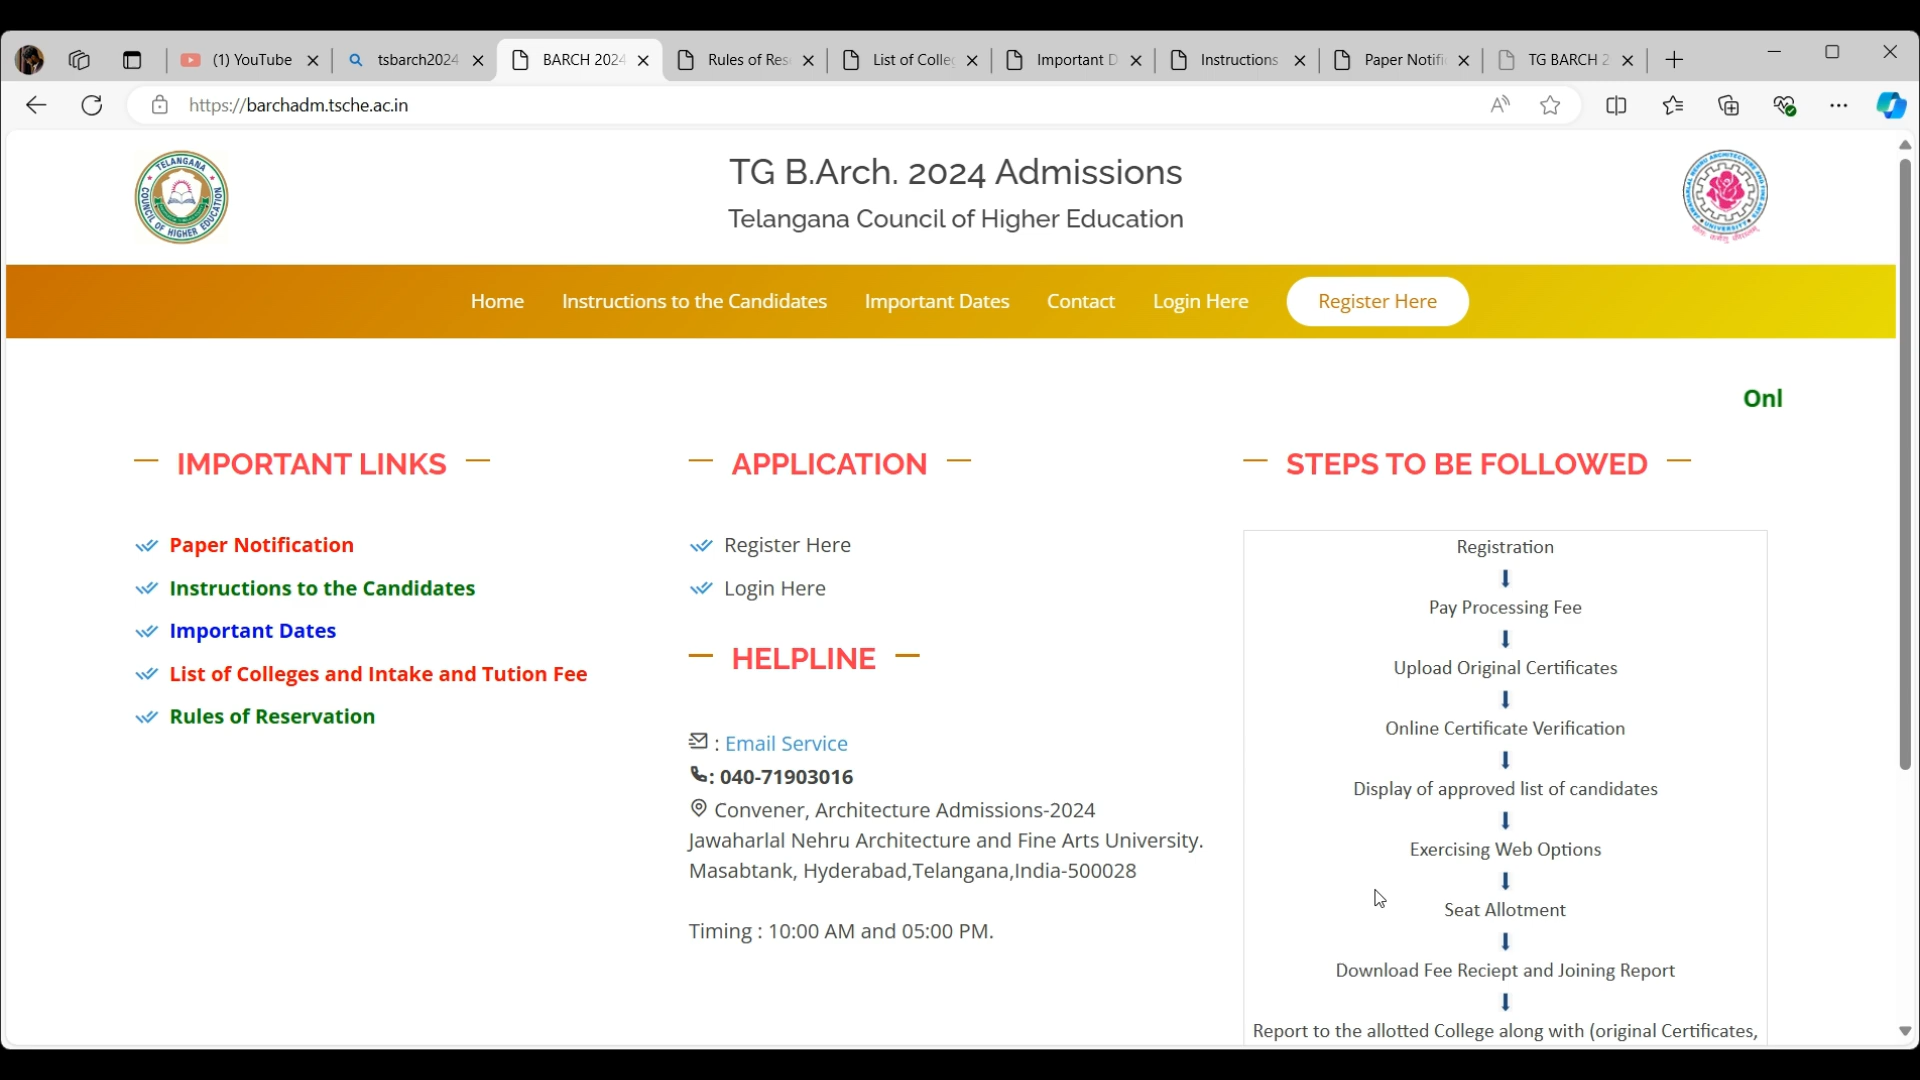 (1) YouTube
tsbarch2024
BARCH 2024
Rules of Res
List of Colleg
Important D
Instructions
Paper Notifi
TG BARCH 2
https://barchadm.tsche.ac.in
TELANGANA
COUNCIL OF HIGHER EDUCATION
TG B.Arch. 2024 Admissions
Telangana Council of Higher Education
Home
Instructions to the Candidates
Important Dates
Contact
Login Here
Register Here
Onl
IMPORTANT LINKS
Paper Notification
Instructions to the Candidates
Important Dates
List of Colleges and Intake and Tution Fee
Rules of Reservation
APPLICATION
Register Here
Login Here
HELPLINE
: Email Service
: 040-71903016
Convener, Architecture Admissions-2024
Jawaharlal Nehru Architecture and Fine Arts University.
Masabtank, Hyderabad,Telangana,India-500028
Timing : 10:00 AM and 05:00 PM.
STEPS TO BE FOLLOWED
Registration
Pay Processing Fee
Upload Original Certificates
Online Certificate Verification
Display of approved list of candidates
Exercising Web Options
Seat Allotment
Download Fee Reciept and Joining Report
Report to the allotted College along with (original Certificates,